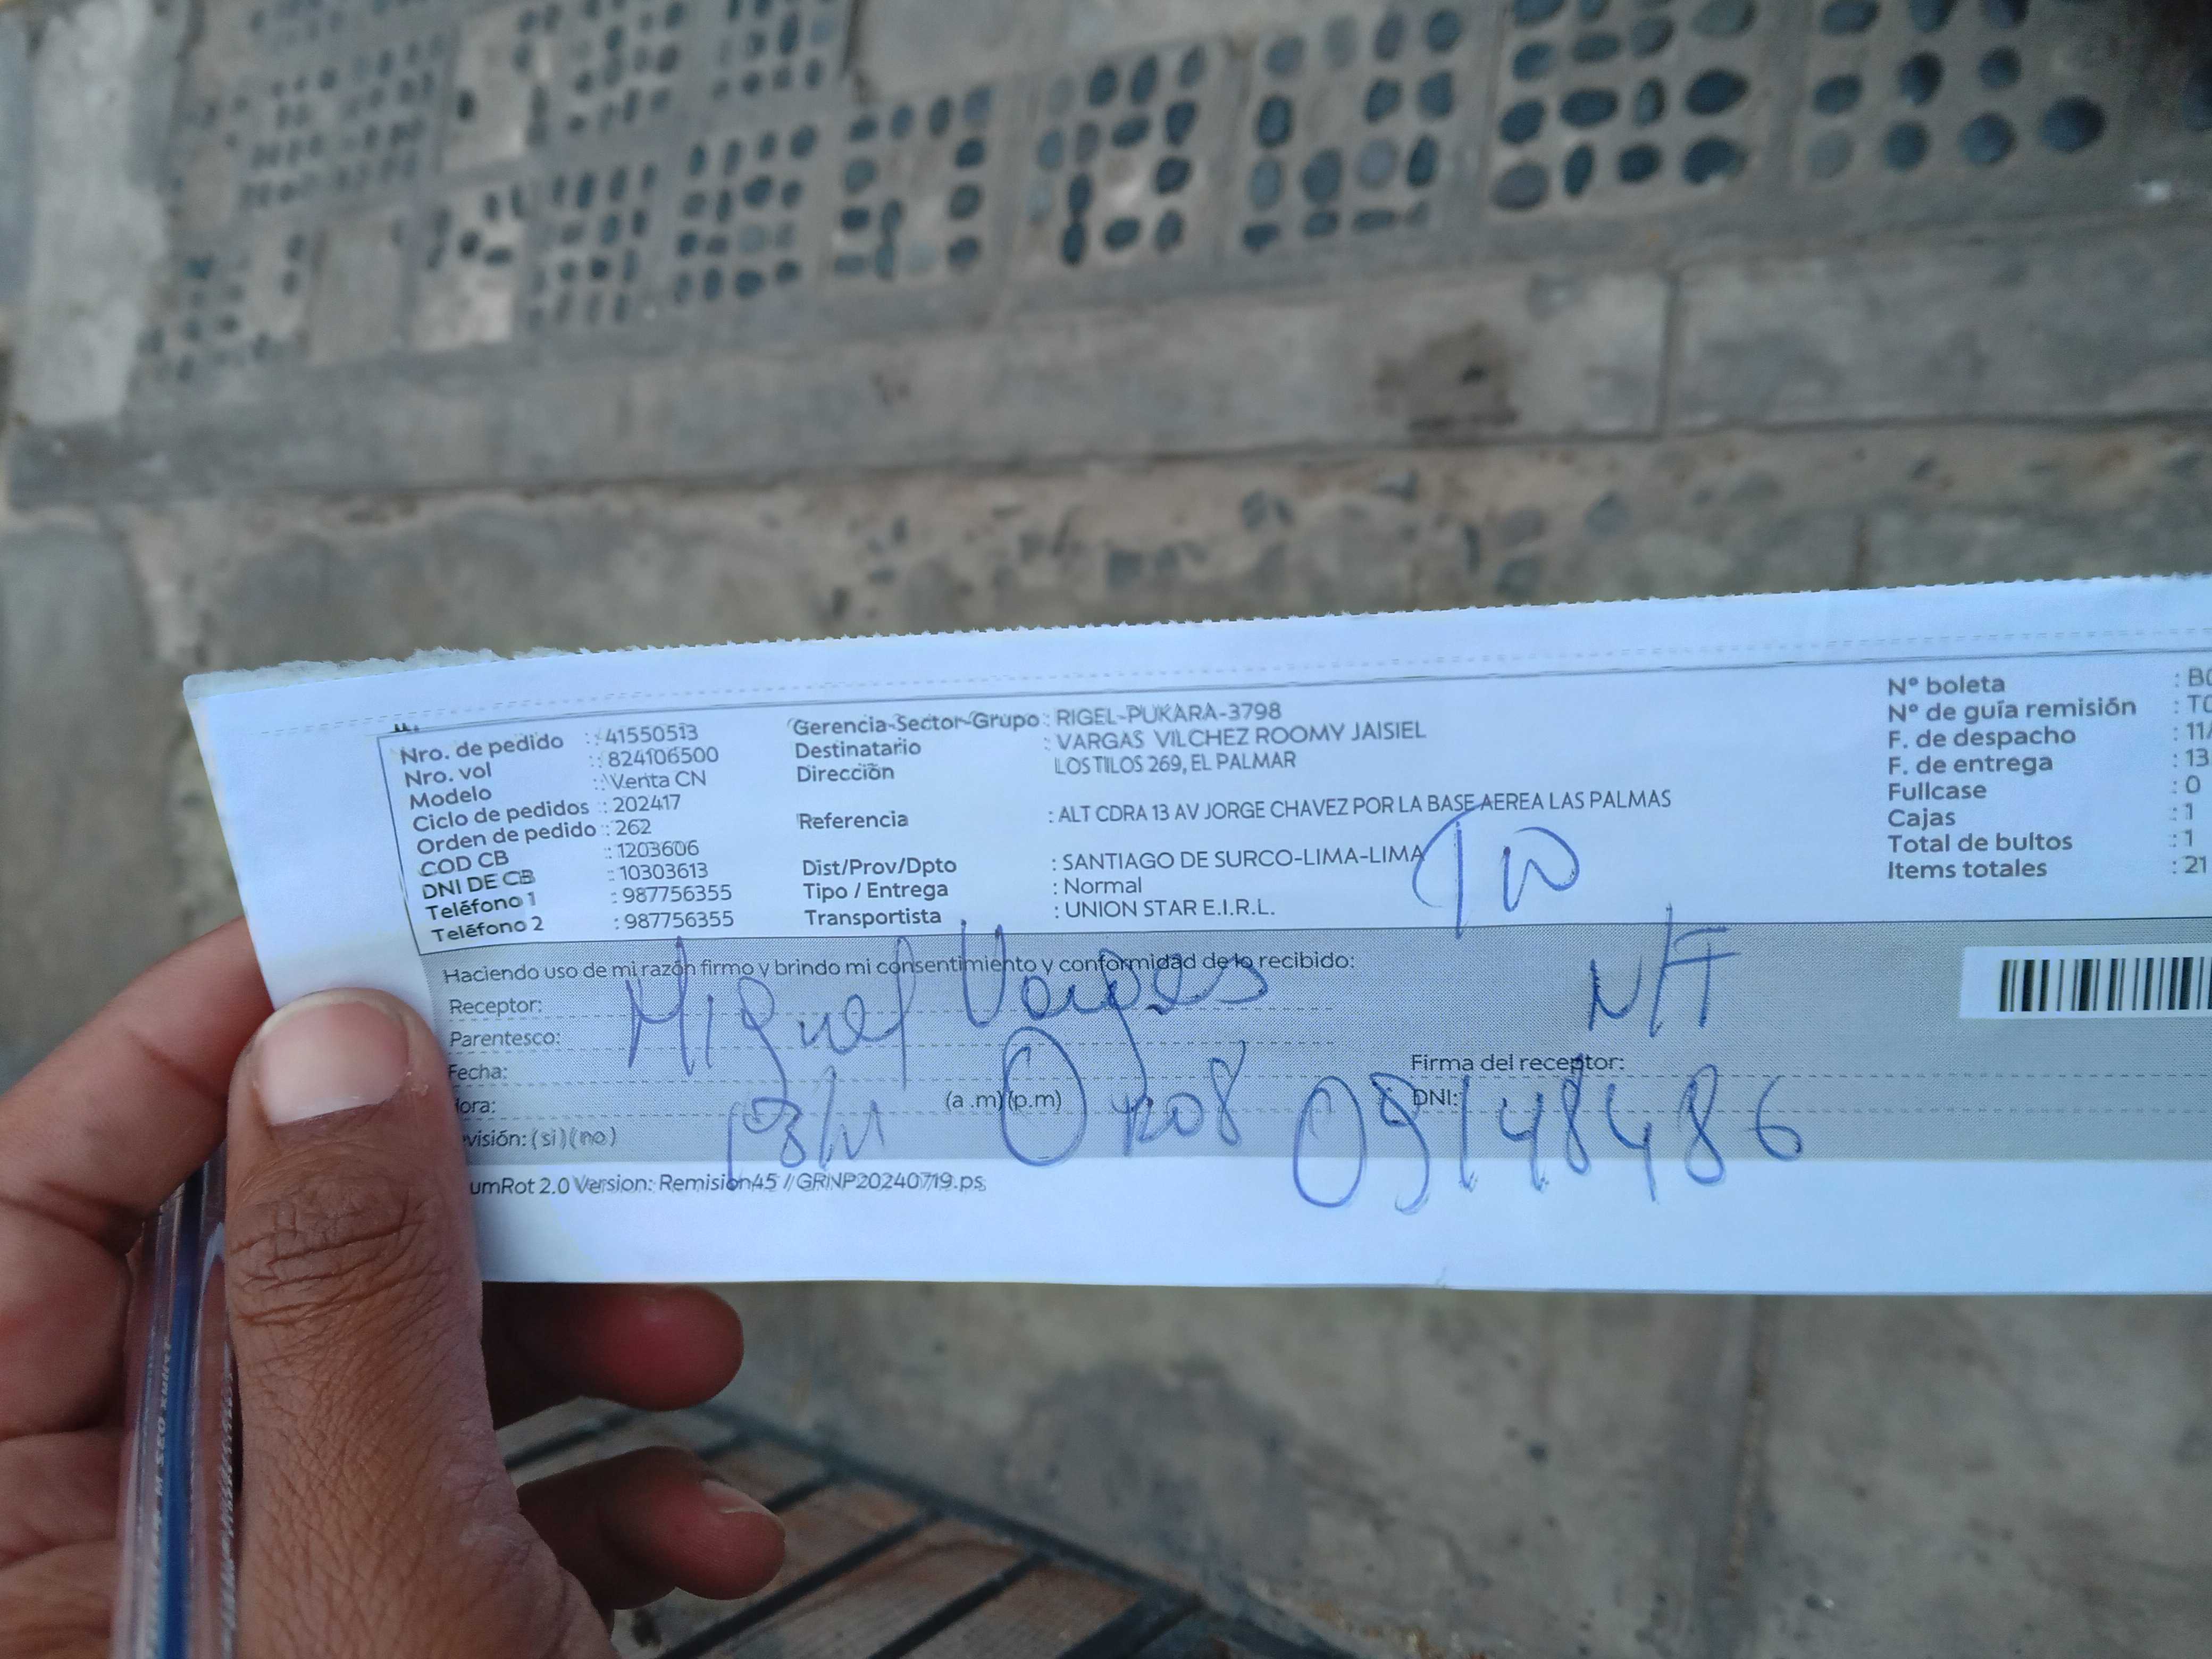 Nro. de pedido : 41550513
Nro. vol : 824106500
Modelo : Venta CN
Ciclo de pedidos : 202417
Orden de pedido : 262
COD CB : 1203606
DNI DE CB : 10303613
Teléfono 1 : 987756355
Teléfono 2 : 987756355
Gerencia-Sector-Grupo : RIGEL-PUKARA-3798
Destinatario : VARGAS VILCHEZ ROOMY JAISIEL
Dirección LOS TILOS 269, EL PALMAR
Referencia : ALT CDRA 13 AV JORGE CHAVEZ POR LA BASE AEREA LAS PALMAS
Dist/Prov/Dpto : SANTIAGO DE SURCO-LIMA-LIMA
Tipo / Entrega : Normal
Transportista : UNION STAR E.I.R.L.
N° boleta
N° de guía remisión
F. de despacho : 11/
F. de entrega : 13
Fullcase : 0
Cajas : 1
Total de bultos : 1
Items totales : 21
Haciendo uso de mi razón firmo y brindo mi consentimiento y conformidad de lo recibido:
Receptor: Miguel Vargas
N/F
Parentesco:
Fecha:
Firma del receptor:
(a .m) (p.m)
DNI: 09148486
(si) (no)
umRot 2.0 Version: Remision45 //GRNP20240719.ps